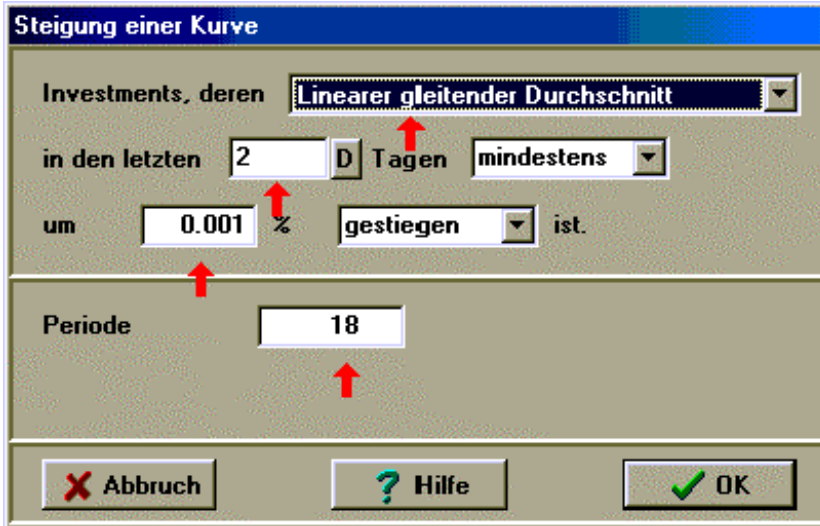 Steigung einer Kurve
Investments, deren Linearer gleitender Durchschnitt
in den letzten 2 D Tagen mindestens
um 0.001 % gestiegen ist.
Periode 18
Abbruch ? Hilfe OK